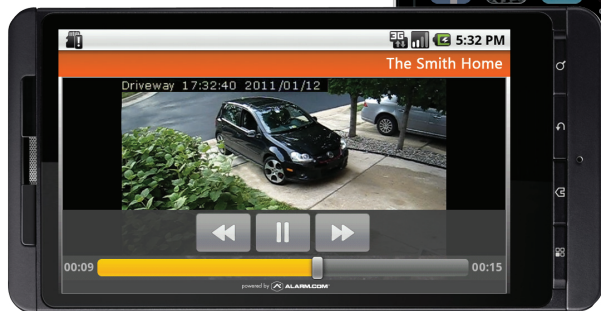 3G 5:32 PM
The Smith Home
Driveway 17:32:40 2011/01/12
00:09 00:15
powered by ALARM.COM